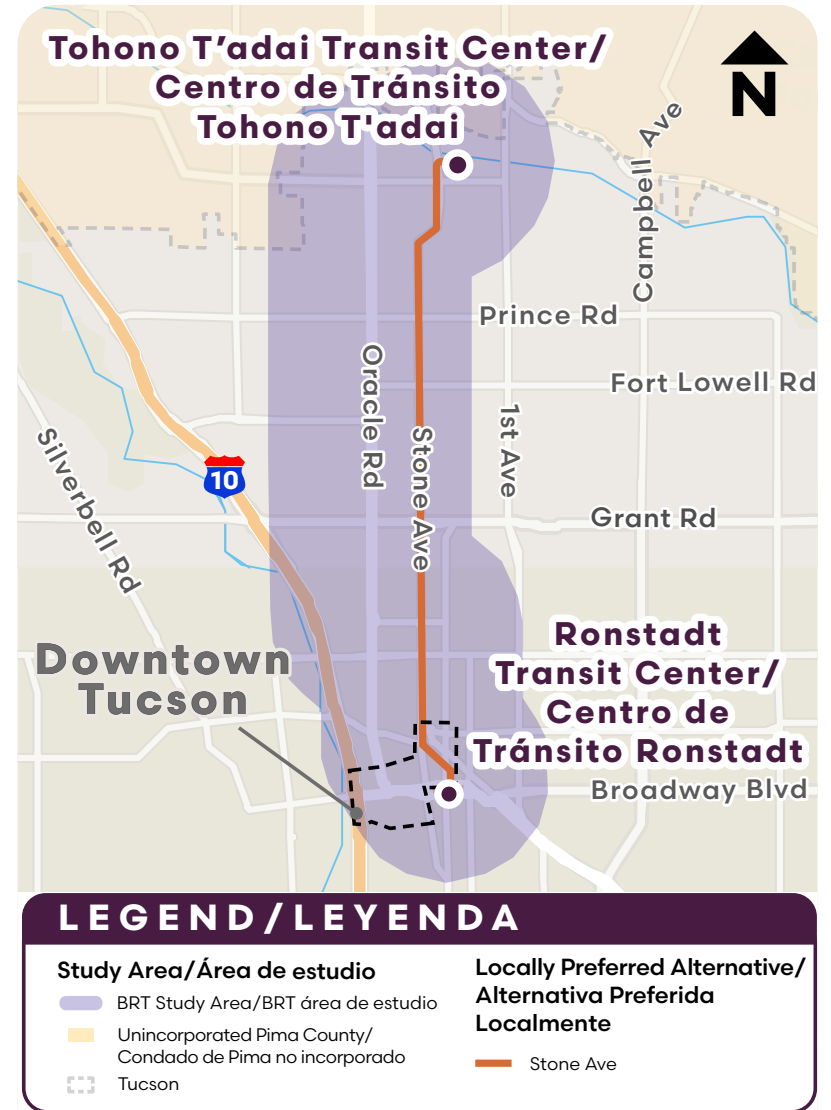 Tohono T'adai Transit Center/
Centro de Tránsito
Tohono T'adai
N
Campbell Ave
Prince Rd
Oracle Rd
Fort Lowell Rd
1st Ave
Stone Ave
Silverbell Rd
10
Grant Rd
Ronstadt
Transit Center/
Centro de
Tránsito Ronstadt
Downtown
Tucson
Broadway Blvd
LEGEND/LEYENDA
Study Area/Área de estudio
BRT Study Area/BRT área de estudio
Unincorporated Pima County/
Condado de Pima no incorporado
Tucson
Locally Preferred Alternative/
Alternativa Preferida
Localmente
Stone Ave